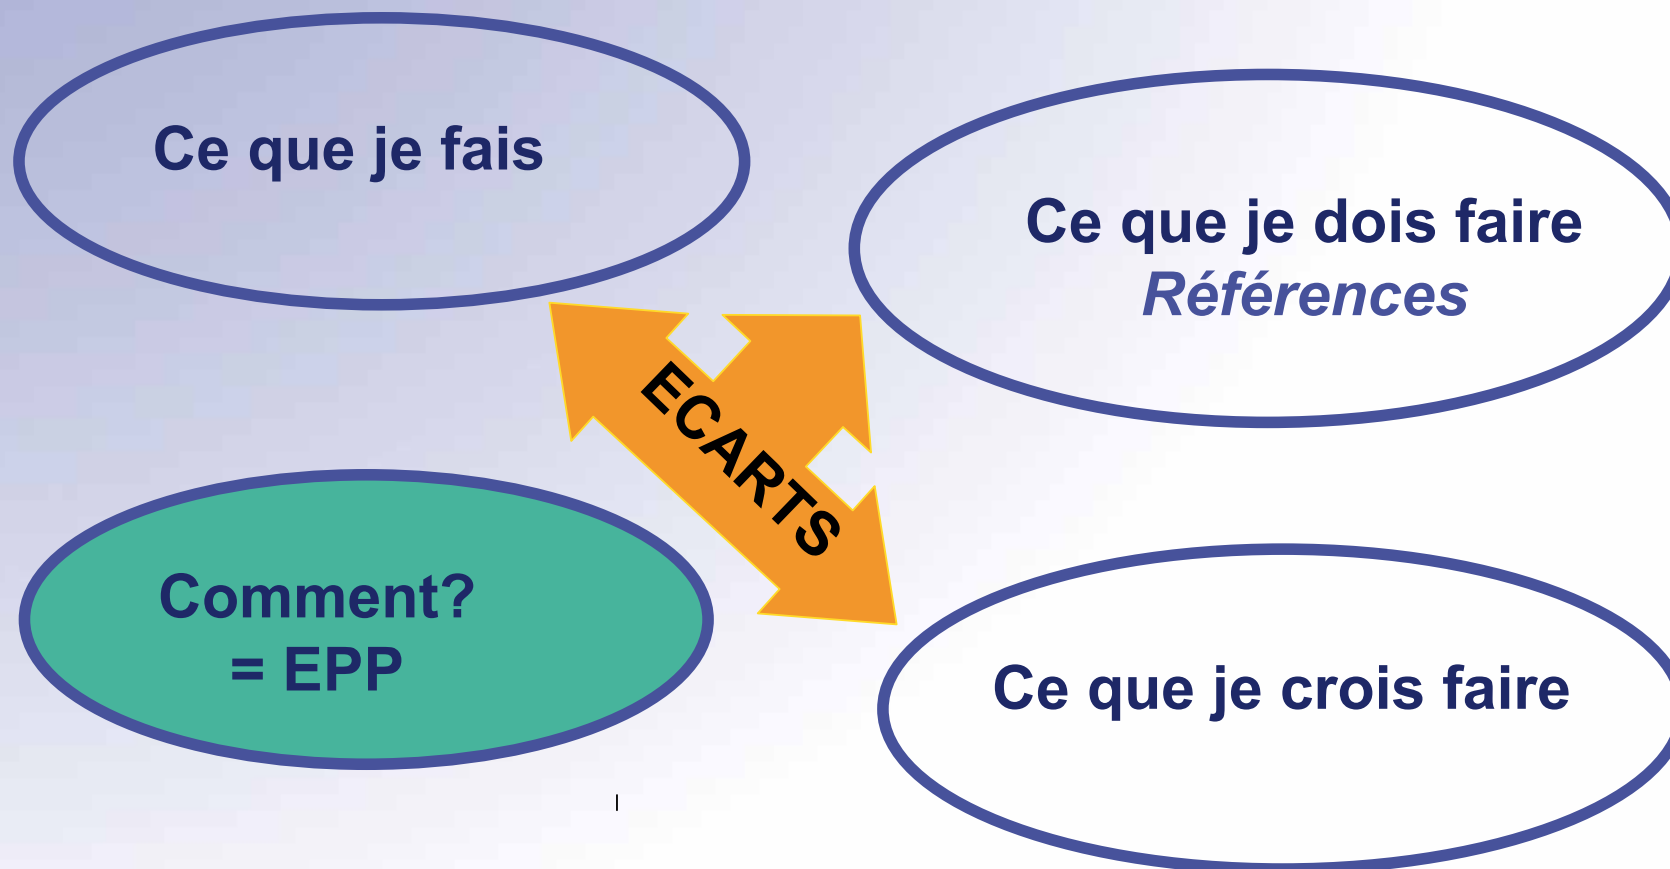 Ce que je fais
Ce que je dois faire
Références
ECARTS
Comment?
= EPP
Ce que je crois faire